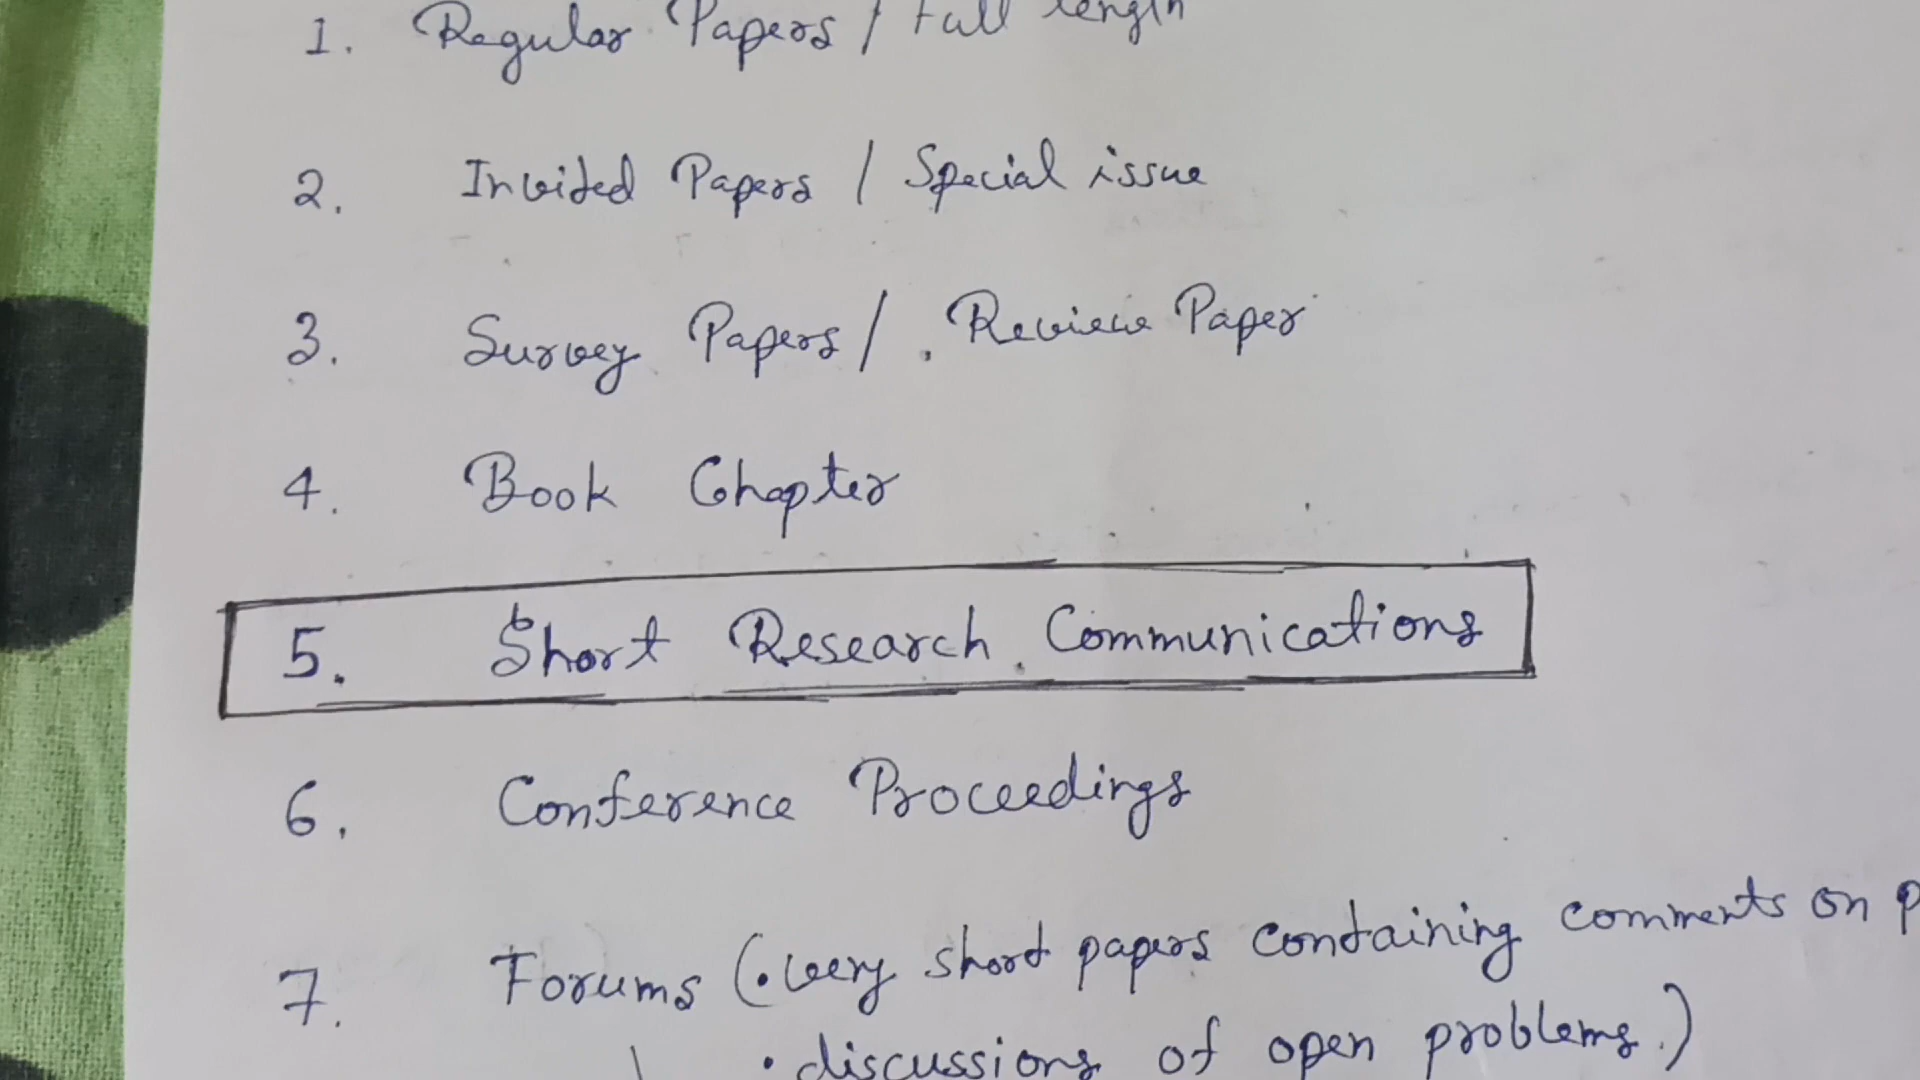 1. Regular Papers / Full length
2. Invited Papers / Special issue
3. Survey Papers / Review Paper
4. Book Chapter
5. Short Research Communications
6. Conference Proceedings
7. Forums (• very short papers containing comments on
• discussions of open problems.)